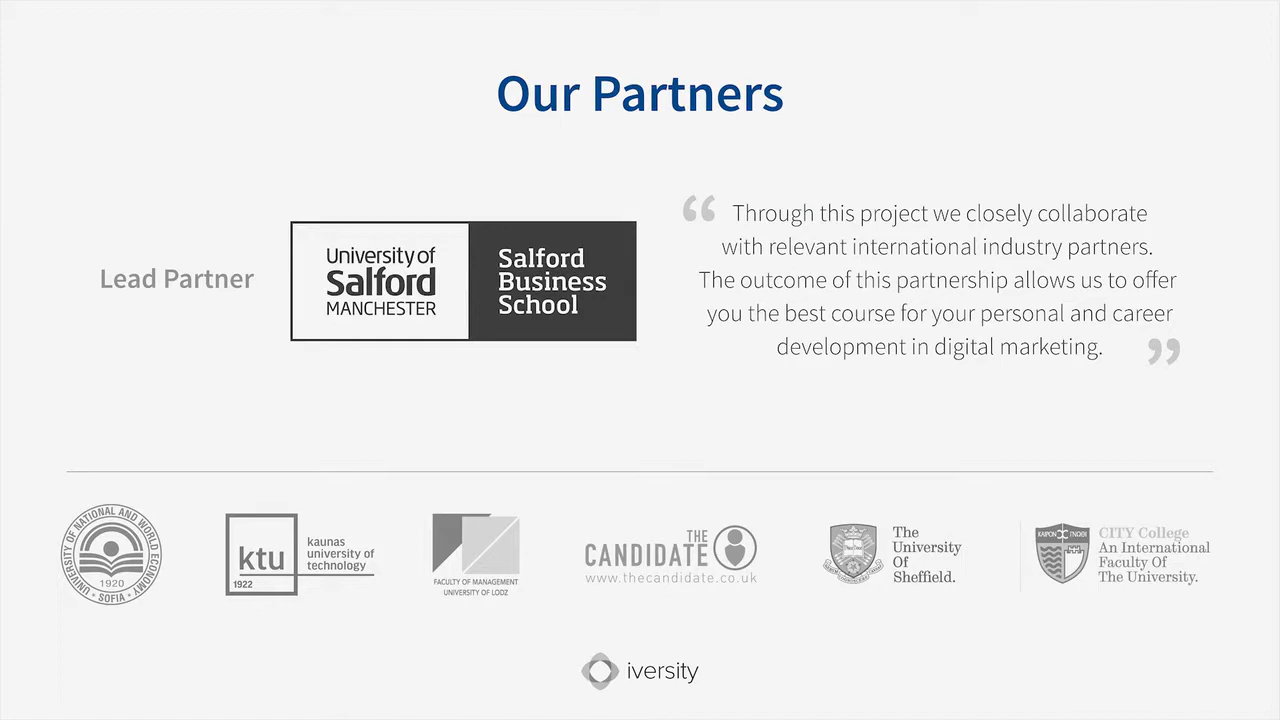 Our Partners
Lead Partner
University of
Salford
MANCHESTER
Salford
Business
School
“ Through this project we closely collaborate
with relevant international industry partners.
The outcome of this partnership allows us to offer
you the best course for your personal and career
development in digital marketing. ”
UNIVERSITY OF NATIONAL AND WORLD ECONOMY
1920
• SOFIA •
ktu
1922
kaunas
university of
technology
FACULTY OF MANAGEMENT
UNIVERSITY OF LODZ
THE
CANDIDATE
www.thecandidate.co.uk
The
University
Of
Sheffield.
ΚΑΙΡΟΝ ΓΝΩΘΙ
CITY College
An International
Faculty Of
The University.
iversity